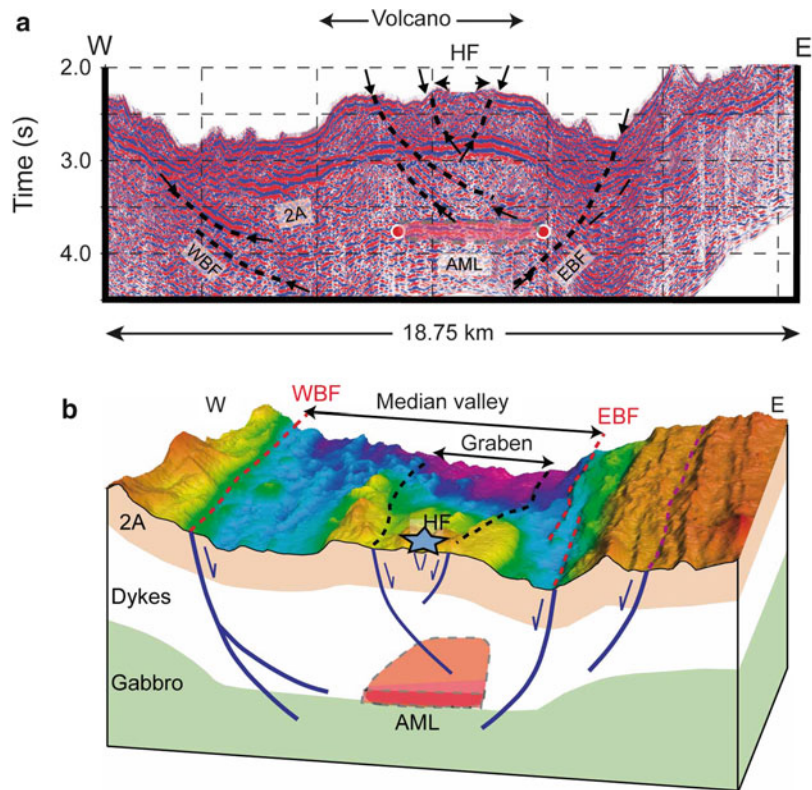 a
Volcano
W
HF
E
2.0
3.0
4.0
Time (s)
2A
WBF
AML
EBF
18.75 km
b
W
WBF
Median valley
EBF
E
Graben
2A
HF
Dykes
Gabbro
AML